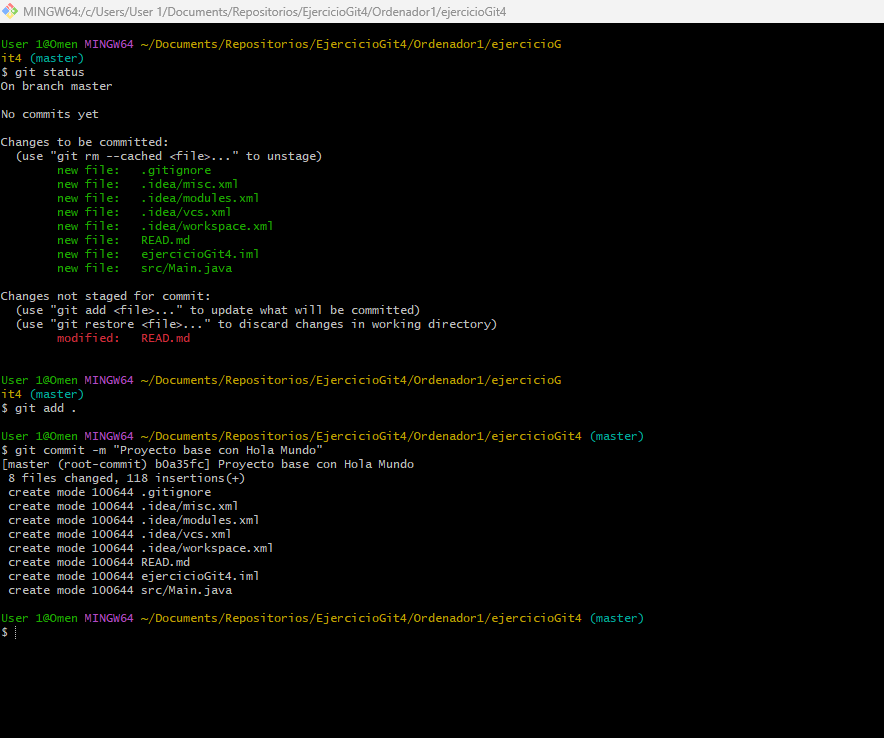 MINGW64:/c/Users/User 1/Documents/Repositorios/EjercicioGit4/Ordenador1/ejercicioGit4
User 1@Omen MINGW64 ~/Documents/Repositorios/EjercicioGit4/Ordenador1/ejercicioG
it4 (master)
$ git status
On branch master
No commits yet
Changes to be committed:
  (use "git rm --cached <file>..." to unstage)
        new file:   .gitignore
        new file:   .idea/misc.xml
        new file:   .idea/modules.xml
        new file:   .idea/vcs.xml
        new file:   .idea/workspace.xml
        new file:   READ.md
        new file:   ejercicioGit4.iml
        new file:   src/Main.java
Changes not staged for commit:
  (use "git add <file>..." to update what will be committed)
  (use "git restore <file>..." to discard changes in working directory)
        modified:   READ.md
User 1@Omen MINGW64 ~/Documents/Repositorios/EjercicioGit4/Ordenador1/ejercicioG
it4 (master)
$ git add .
User 1@Omen MINGW64 ~/Documents/Repositorios/EjercicioGit4/Ordenador1/ejercicioGit4 (master)
$ git commit -m "Proyecto base con Hola Mundo"
[master (root-commit) b0a35fc] Proyecto base con Hola Mundo
 8 files changed, 118 insertions(+)
 create mode 100644 .gitignore
 create mode 100644 .idea/misc.xml
 create mode 100644 .idea/modules.xml
 create mode 100644 .idea/vcs.xml
 create mode 100644 .idea/workspace.xml
 create mode 100644 READ.md
 create mode 100644 ejercicioGit4.iml
 create mode 100644 src/Main.java
User 1@Omen MINGW64 ~/Documents/Repositorios/EjercicioGit4/Ordenador1/ejercicioGit4 (master)
$